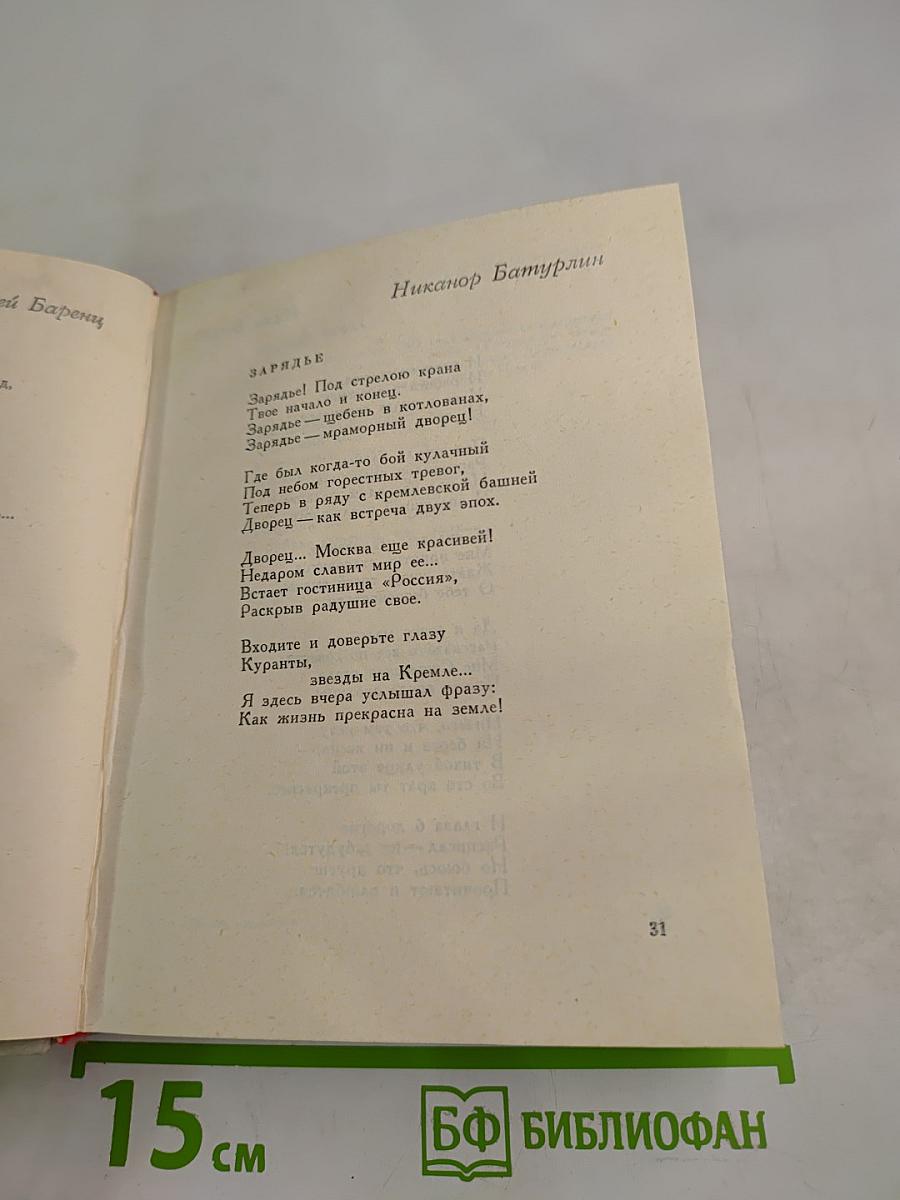 ей Баренц
д,
...
Никанор Батурлин
ЗАРЯДЬЕ
Зарядье! Под стрелою крана
Твое начало и конец.
Зарядье — щебень в котлованах,
Зарядье — мраморный дворец!
Где был когда-то бой кулачный
Под небом горестных тревог,
Теперь в ряду с кремлевской башней
Дворец — как встреча двух эпох.
Дворец... Москва еще красивей!
Недаром славит мир ее...
Встает гостиница «Россия»,
Раскрыв радушие свое.
Входите и доверьте глазу
Куранты,
звезды на Кремле...
Я здесь вчера услышал фразу:
Как жизнь прекрасна на земле!
31
15 см
БФ БИБЛИОФАН